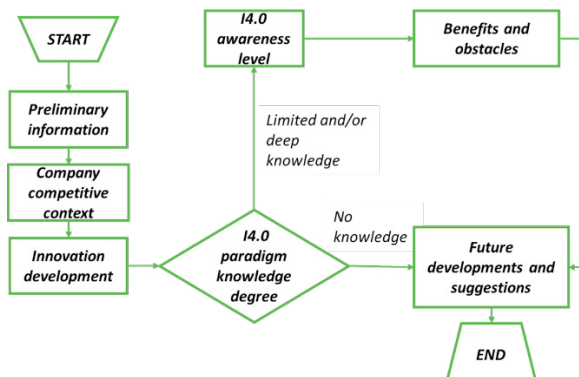 START
Preliminary
information
Company
competitive
context
Innovation
development
I4.0
paradigm
knowledge
degree
Limited and/or
deep
knowledge
I4.0
awareness
level
Benefits and
obstacles
No
knowledge
Future
developments and
suggestions
END